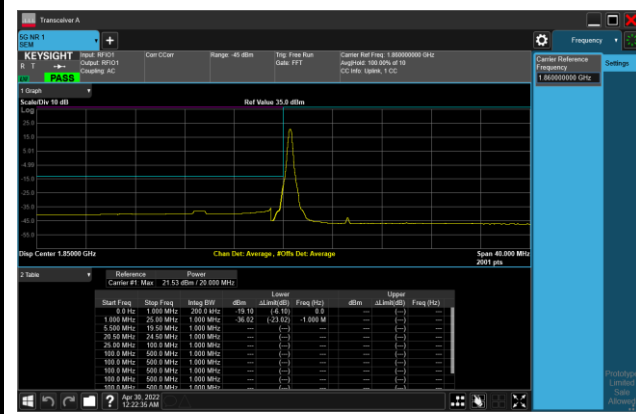 Transceiver A
5G NR 1
SEM
Frequency
KEYSIGHT
R T
PASS
Input: RFIO1
Output: RFIO1
Coupling: AC
Corr CCorr
Range: -45 dBm
Trig: Free Run
Gate: FFT
Carrier Ref Freq: 1.860000000 GHz
Avg|Hold: 100.00% of 10
CC Info: Uplink, 1 CC
Carrier Reference
Frequency
1.860000000 GHz
Settings
1 Graph
Scale/Div 10 dB
Ref Value 35.0 dBm
Log
25.0
15.0
5.01
-4.99
-15.0
-25.0
-35.0
-45.0
-55.0
Disp Center 1.85000 GHz
Chan Det: Average , #Offs Det: Average
Span 40.000 MHz
2001 pts
2 Table
Reference Power
Carrier #1 Max 21.53 dBm / 20.000 MHz
Lower Upper
Start Freq Stop Freq Integ BW dBm ΔLimit(dB) Freq (Hz) dBm ΔLimit(dB) Freq (Hz)
0.0 Hz 1.000 MHz 200.0 kHz -19.10 (-6.10) 0.0 --- (---) ---
1.000 MHz 25.00 MHz 1.000 MHz -36.02 (-23.02) -1.000 M --- (---) ---
5.500 MHz 19.50 MHz 1.000 MHz --- (---) --- --- (---) ---
20.50 MHz 24.50 MHz 1.000 MHz --- (---) --- --- (---) ---
25.00 MHz 100.0 MHz 1.000 MHz --- (---) --- --- (---) ---
100.0 MHz 500.0 MHz 1.000 MHz --- (---) --- --- (---) ---
100.0 MHz 500.0 MHz 1.000 MHz --- (---) --- --- (---) ---
100.0 MHz 500.0 MHz 1.000 MHz --- (---) --- --- (---) ---
100.0 MHz 500.0 MHz 1.000 MHz --- (---) --- --- (---) ---
Apr 30, 2022
12:22:35 AM
Prototype
Limited
Sale
Allowed